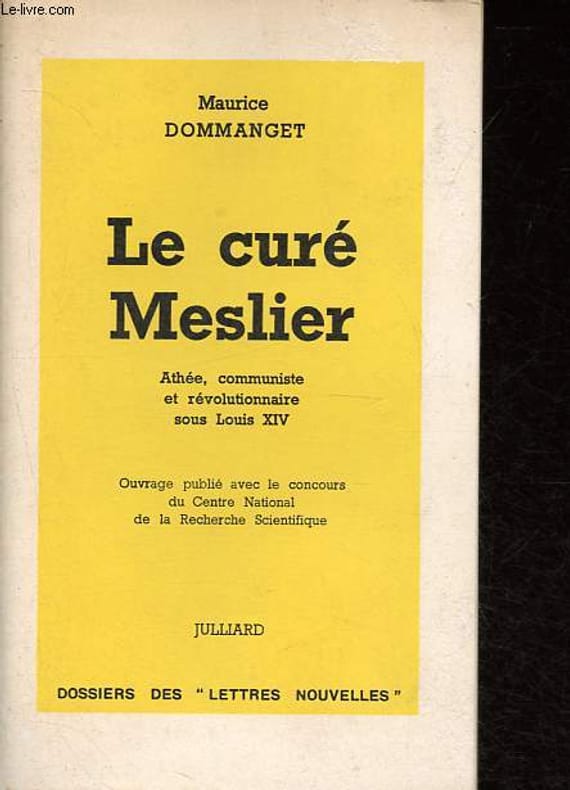 Le-livre.com
Maurice
DOMMANGET
Le curé
Meslier
Athée, communiste
et révolutionnaire
sous Louis XIV
Ouvrage publié avec le concours
du Centre National
de la Recherche Scientifique
JULLIARD
DOSSIERS DES "LETTRES NOUVELLES"